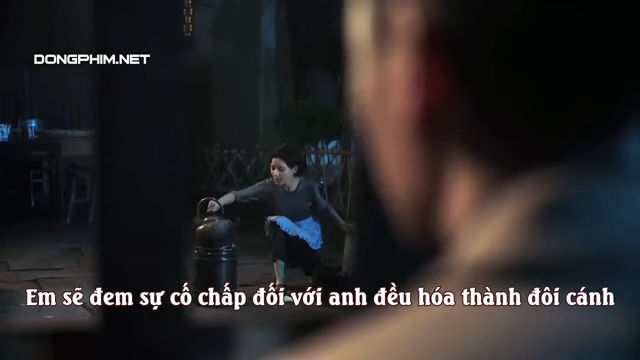 DONGPHIM.NET
Em sẽ đem sự cố chấp đối với anh đều hóa thành đôi cánh